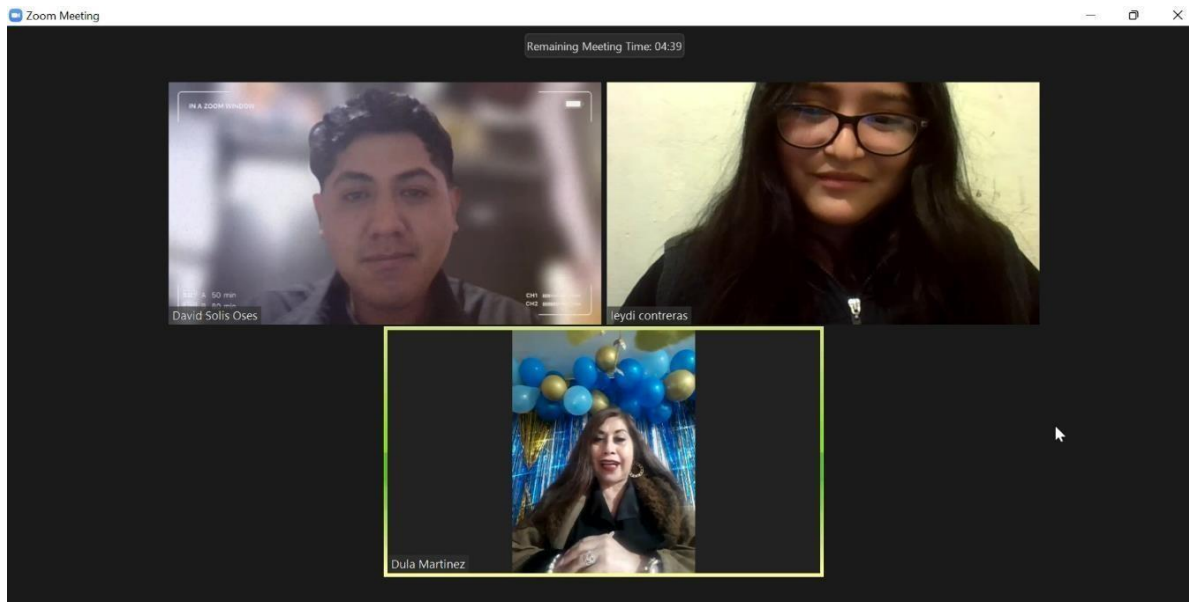 Zoom Meeting
Remaining Meeting Time: 04:39
IN A ZOOM WINDOW
50 min
CH1
CH2
David Solis Oses
leydi contreras
Dula Martinez